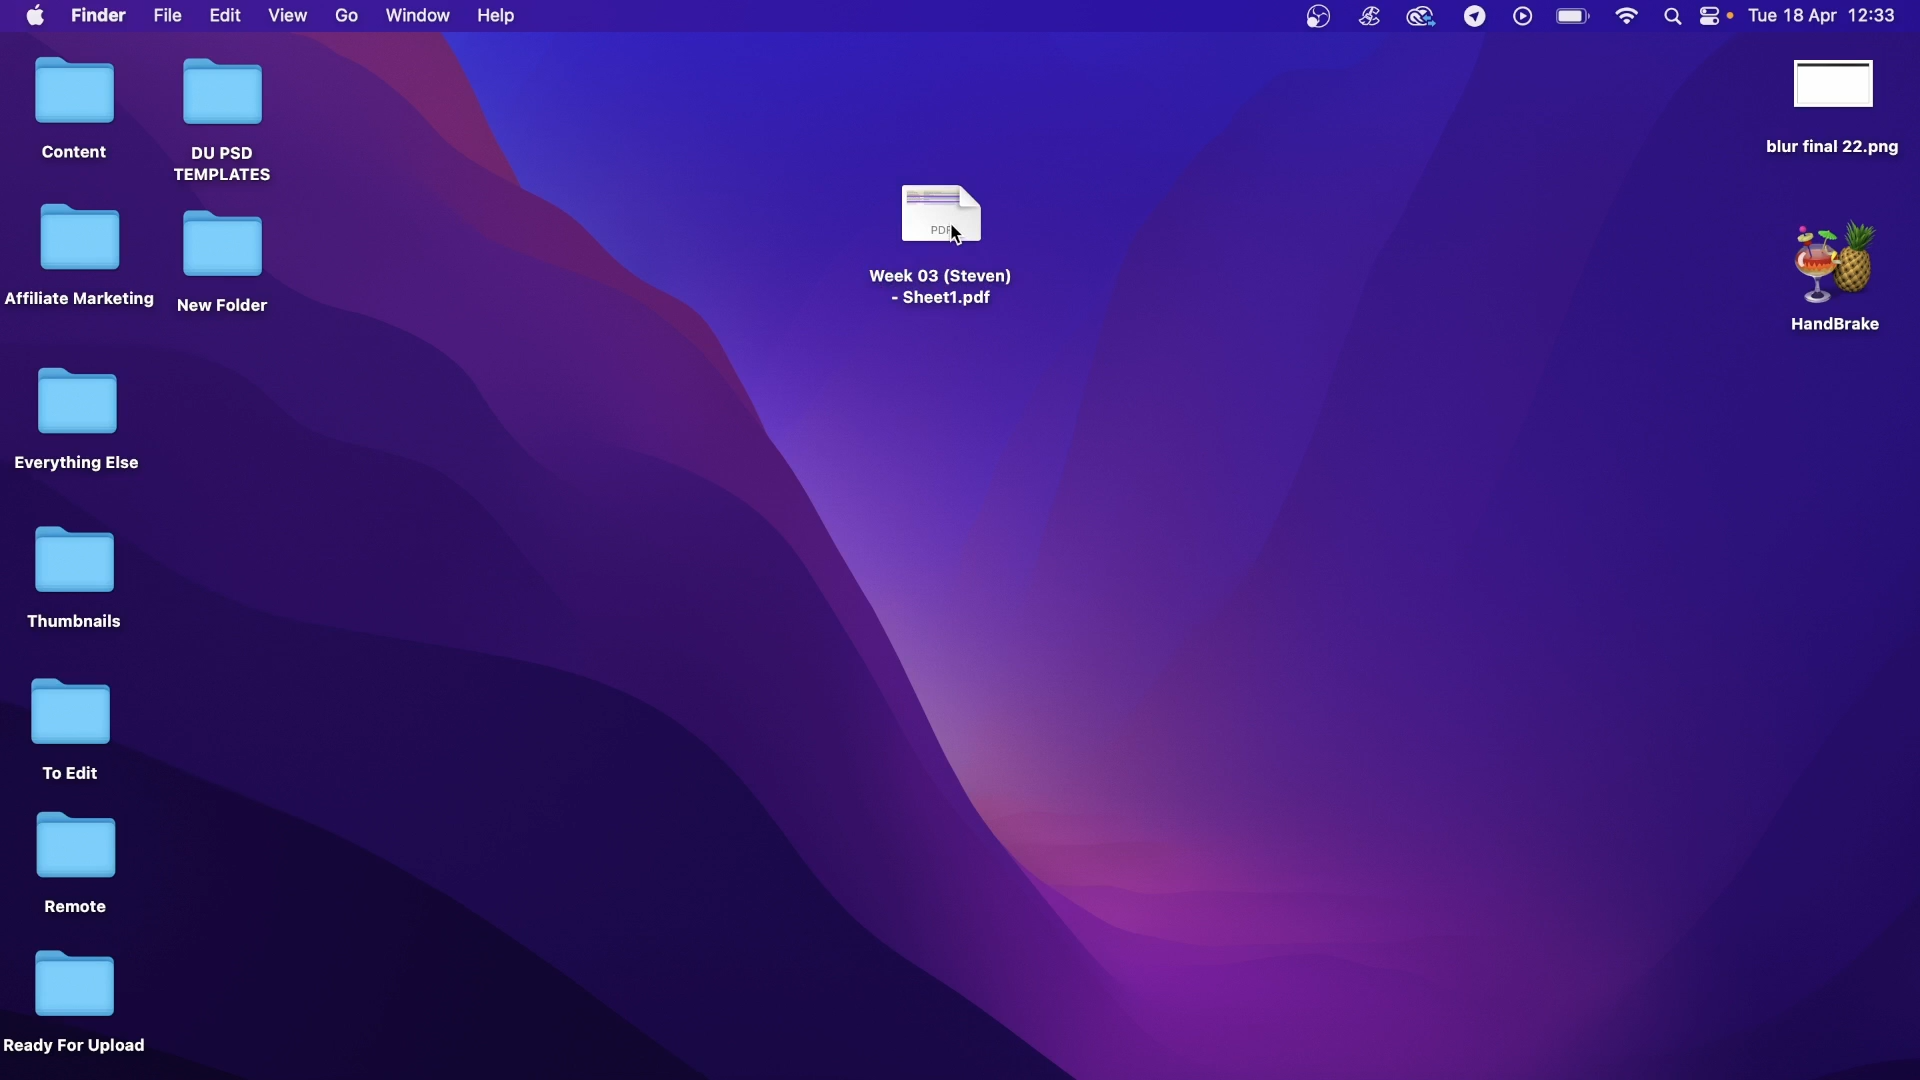 Finder File Edit View Go Window Help Tue 18 Apr 12:33
Content
DU PSD
TEMPLATES
Affiliate Marketing
New Folder
Everything Else
Thumbnails
To Edit
Remote
Ready For Upload
PDF
Week 03 (Steven)
- Sheet1.pdf
blur final 22.png
HandBrake